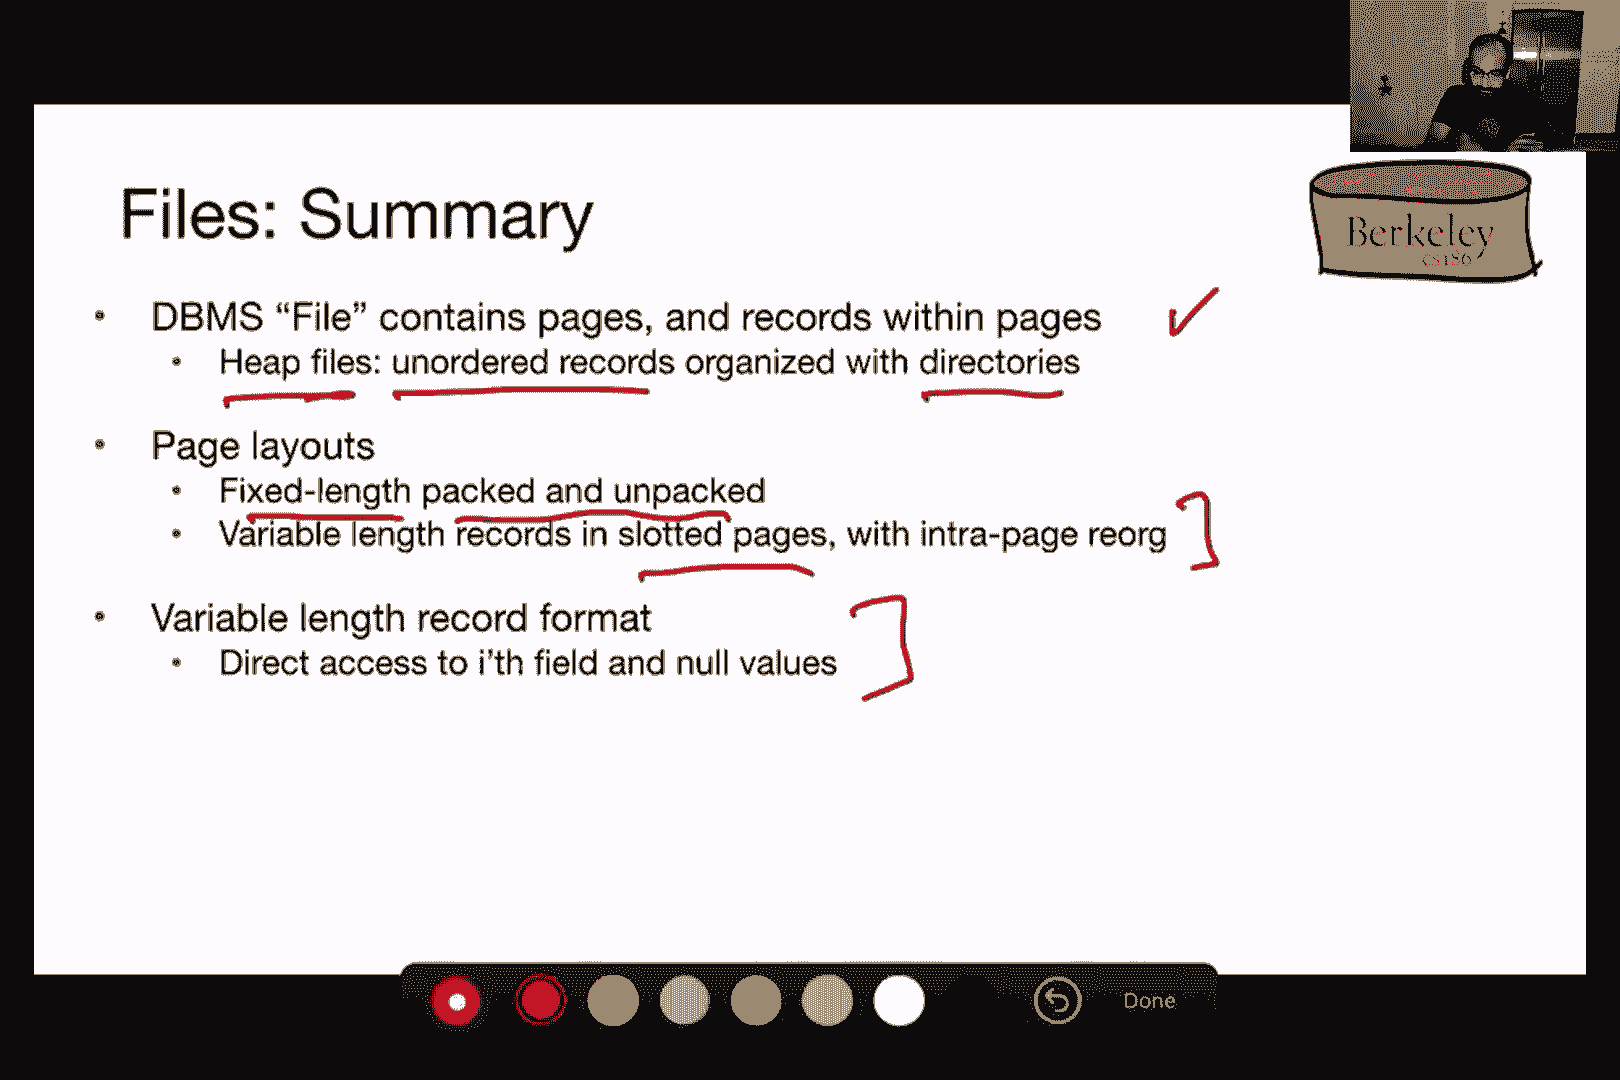 Files: Summary
Berkeley
cs186
• DBMS “File” contains pages, and records within pages
• Heap files: unordered records organized with directories
• Page layouts
• Fixed-length packed and unpacked
• Variable length records in slotted pages, with intra-page reorg
• Variable length record format
• Direct access to i’th field and null values
Done